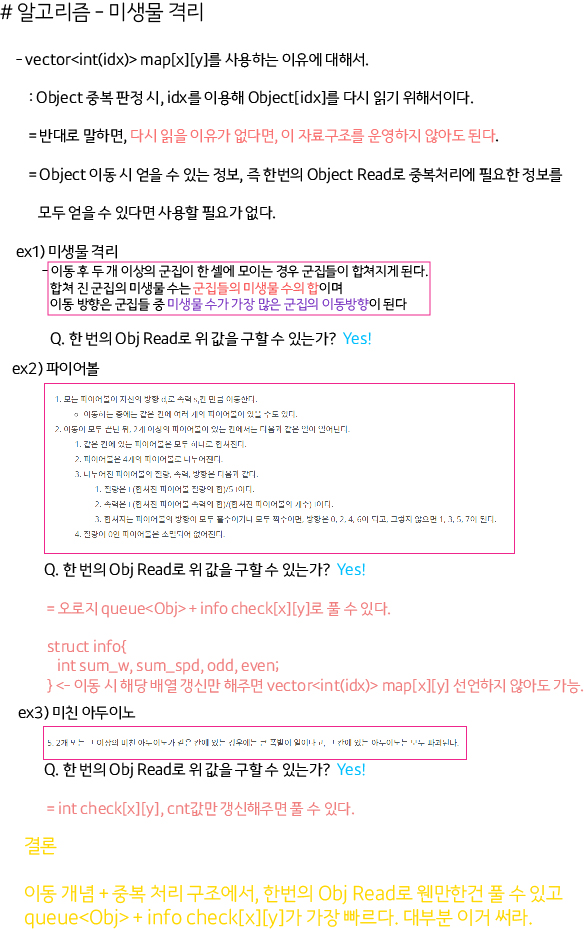 # 알고리즘 - 미생물 격리
- vector<int(idx)> map[x][y]를 사용하는 이유에 대해서.
: Object 중복 판정 시, idx를 이용해 Object[idx]를 다시 읽기 위해서이다.
= 반대로 말하면, 다시 읽을 이유가 없다면, 이 자료구조를 운영하지 않아도 된다.
= Object 이동 시 얻을 수 있는 정보, 즉 한번의 Object Read로 중복처리에 필요한 정보를
모두 얻을 수 있다면 사용할 필요가 없다.
ex1) 미생물 격리
- 이동 후 두 개 이상의 군집이 한 셀에 모이는 경우 군집들이 합쳐지게 된다.
합쳐 진 군집의 미생물 수는 군집들의 미생물 수의 합이며
이동 방향은 군집들 중 미생물 수가 가장 많은 군집의 이동방향이 된다
Q. 한 번의 Obj Read로 위 값을 구할 수 있는가? Yes!
ex2) 파이어볼
1. 모든 파이어볼이 자신의 방향 d로 속력 s칸 만큼 이동한다.
이동하는 중에는 같은 칸에 여러 개의 파이어볼이 있을 수도 있다.
2. 이동이 모두 끝난 뒤, 2개 이상의 파이어볼이 있는 칸에서는 다음과 같은 일이 일어난다.
1. 같은 칸에 있는 파이어볼은 모두 하나로 합쳐진다.
2. 파이어볼은 4개의 파이어볼로 나누어진다.
3. 나누어진 파이어볼의 질량, 속력, 방향은 다음과 같다.
1. 질량은 ⌊(합쳐진 파이어볼 질량의 합)/5⌋이다.
2. 속력은 ⌊(합쳐진 파이어볼 속력의 합)/(합쳐진 파이어볼의 개수)⌋이다.
3. 합쳐지는 파이어볼의 방향이 모두 홀수이거나 모두 짝수이면, 방향은 0, 2, 4, 6이 되고, 그렇지 않으면 1, 3, 5, 7이 된다.
4. 질량이 0인 파이어볼은 소멸되어 없어진다.
Q. 한 번의 Obj Read로 위 값을 구할 수 있는가? Yes!
= 오로지 queue<Obj> + info check[x][y]로 풀 수 있다.
struct info{
int sum_w, sum_spd, odd, even;
} <- 이동 시 해당 배열 갱신만 해주면 vector<int(idx)> map[x][y] 선언하지 않아도 가능.
ex3) 미친 아두이노
5. 2개 또는 그 이상의 미친 아두이노가 같은 칸에 있는 경우에는 큰 폭발이 일어나고, 그 칸에 있는 아두이노는 모두 파괴된다.
Q. 한 번의 Obj Read로 위 값을 구할 수 있는가? Yes!
= int check[x][y], cnt값만 갱신해주면 풀 수 있다.
결론
이동 개념 + 중복 처리 구조에서, 한번의 Obj Read로 웬만한건 풀 수 있고
queue<Obj> + info check[x][y]가 가장 빠르다. 대부분 이거 써라.